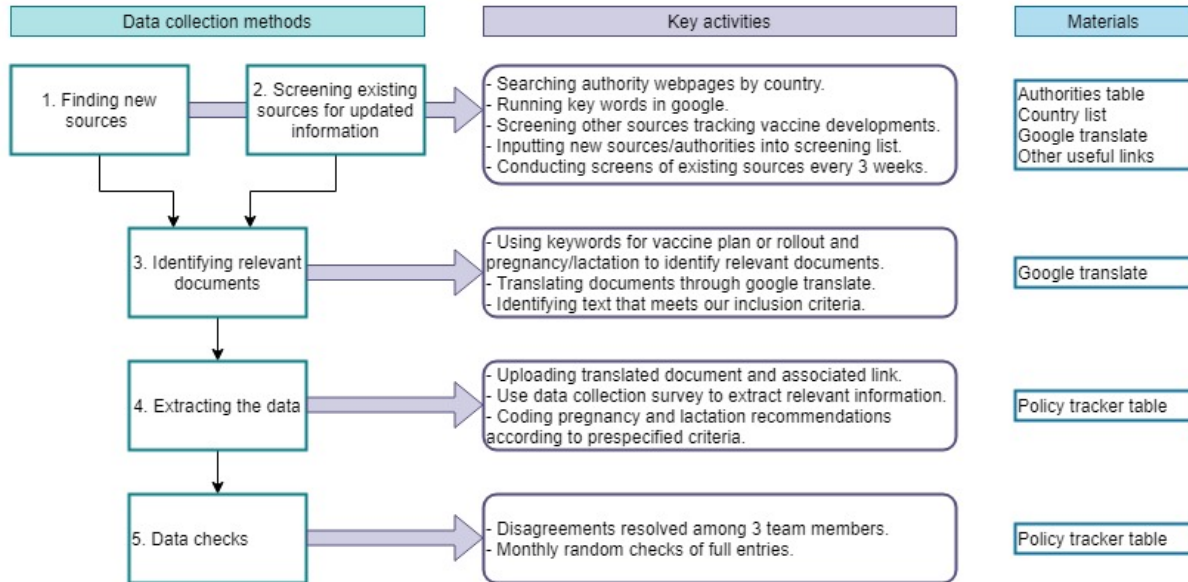 Data collection methods
Key activities
Materials
1. Finding new
sources
2. Screening existing
sources for updated
information
- Searching authority webpages by country.
- Running key words in google.
- Screening other sources tracking vaccine developments.
- Inputting new sources/authorities into screening list.
- Conducting screens of existing sources every 3 weeks.
Authorities table
Country list
Google translate
Other useful links
3. Identifying relevant
documents
- Using keywords for vaccine plan or rollout and
pregnancy/lactation to identify relevant documents.
- Translating documents through google translate.
- Identifying text that meets our inclusion criteria.
Google translate
4. Extracting the data
- Uploading translated document and associated link.
- Use data collection survey to extract relevant information.
- Coding pregnancy and lactation recommendations
according to prespecified criteria.
Policy tracker table
5. Data checks
- Disagreements resolved among 3 team members.
- Monthly random checks of full entries.
Policy tracker table